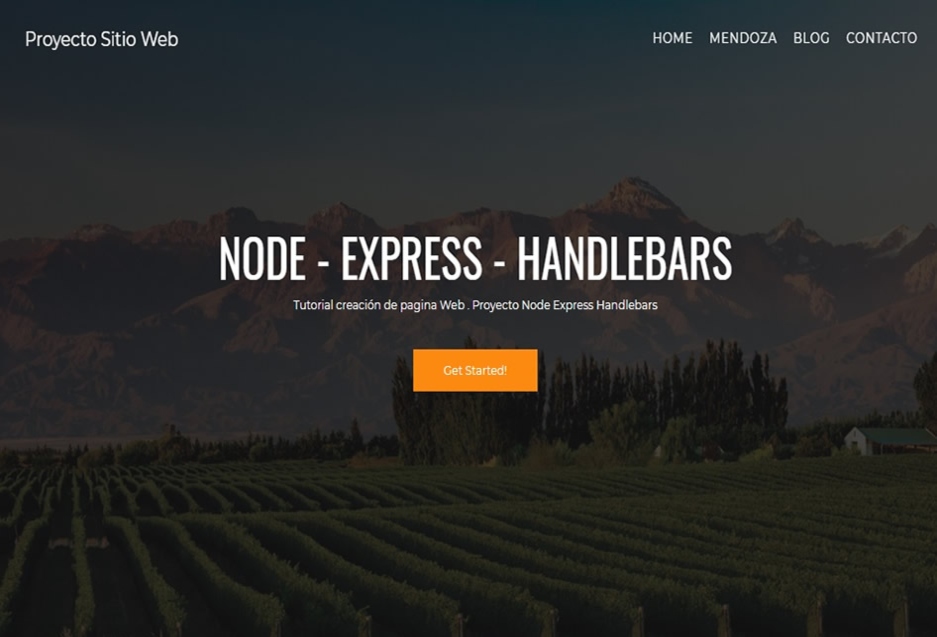 Proyecto Sitio Web
HOME MENDOZA BLOG CONTACTO
NODE - EXPRESS - HANDLEBARS
Tutorial creación de pagina Web . Proyecto Node Express Handlebars
Get Started!